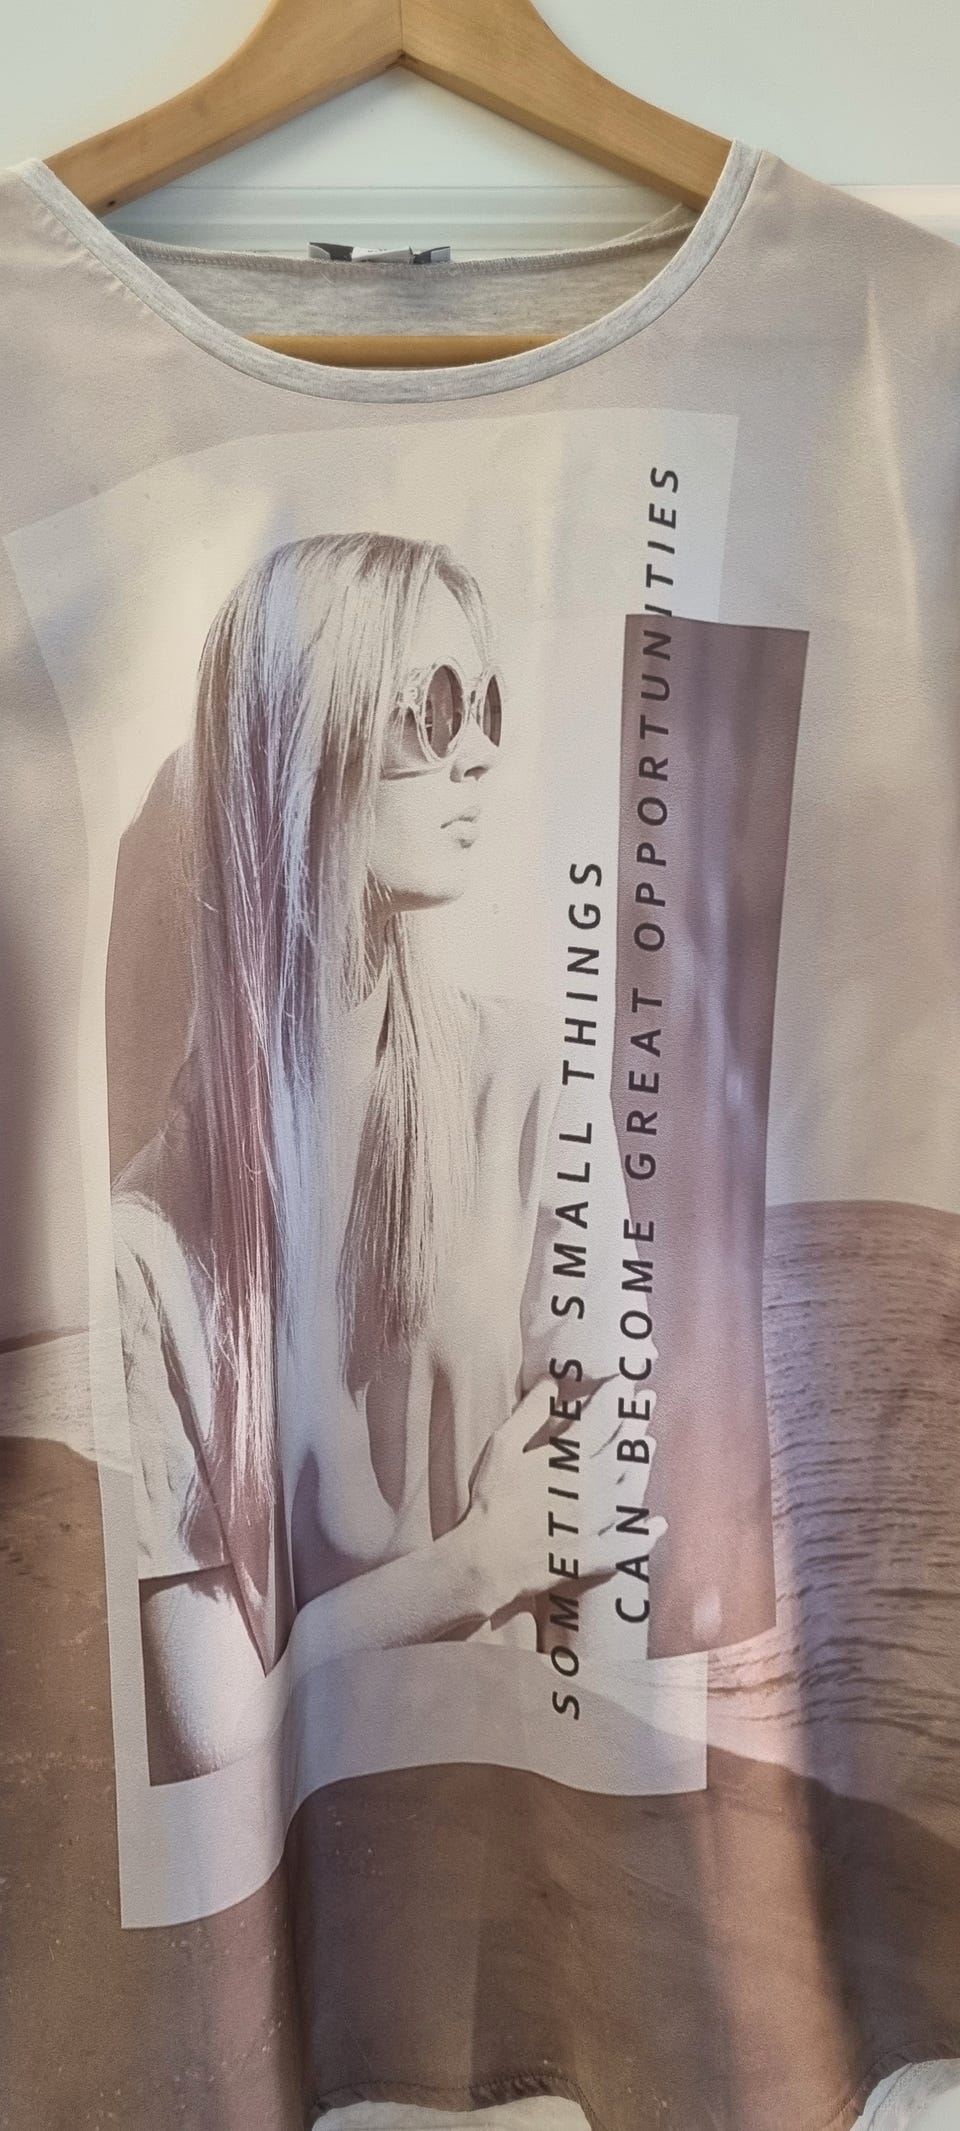 SOMETIMES SMALL THINGS
CAN BECOME GREAT OPPORTUNITIES